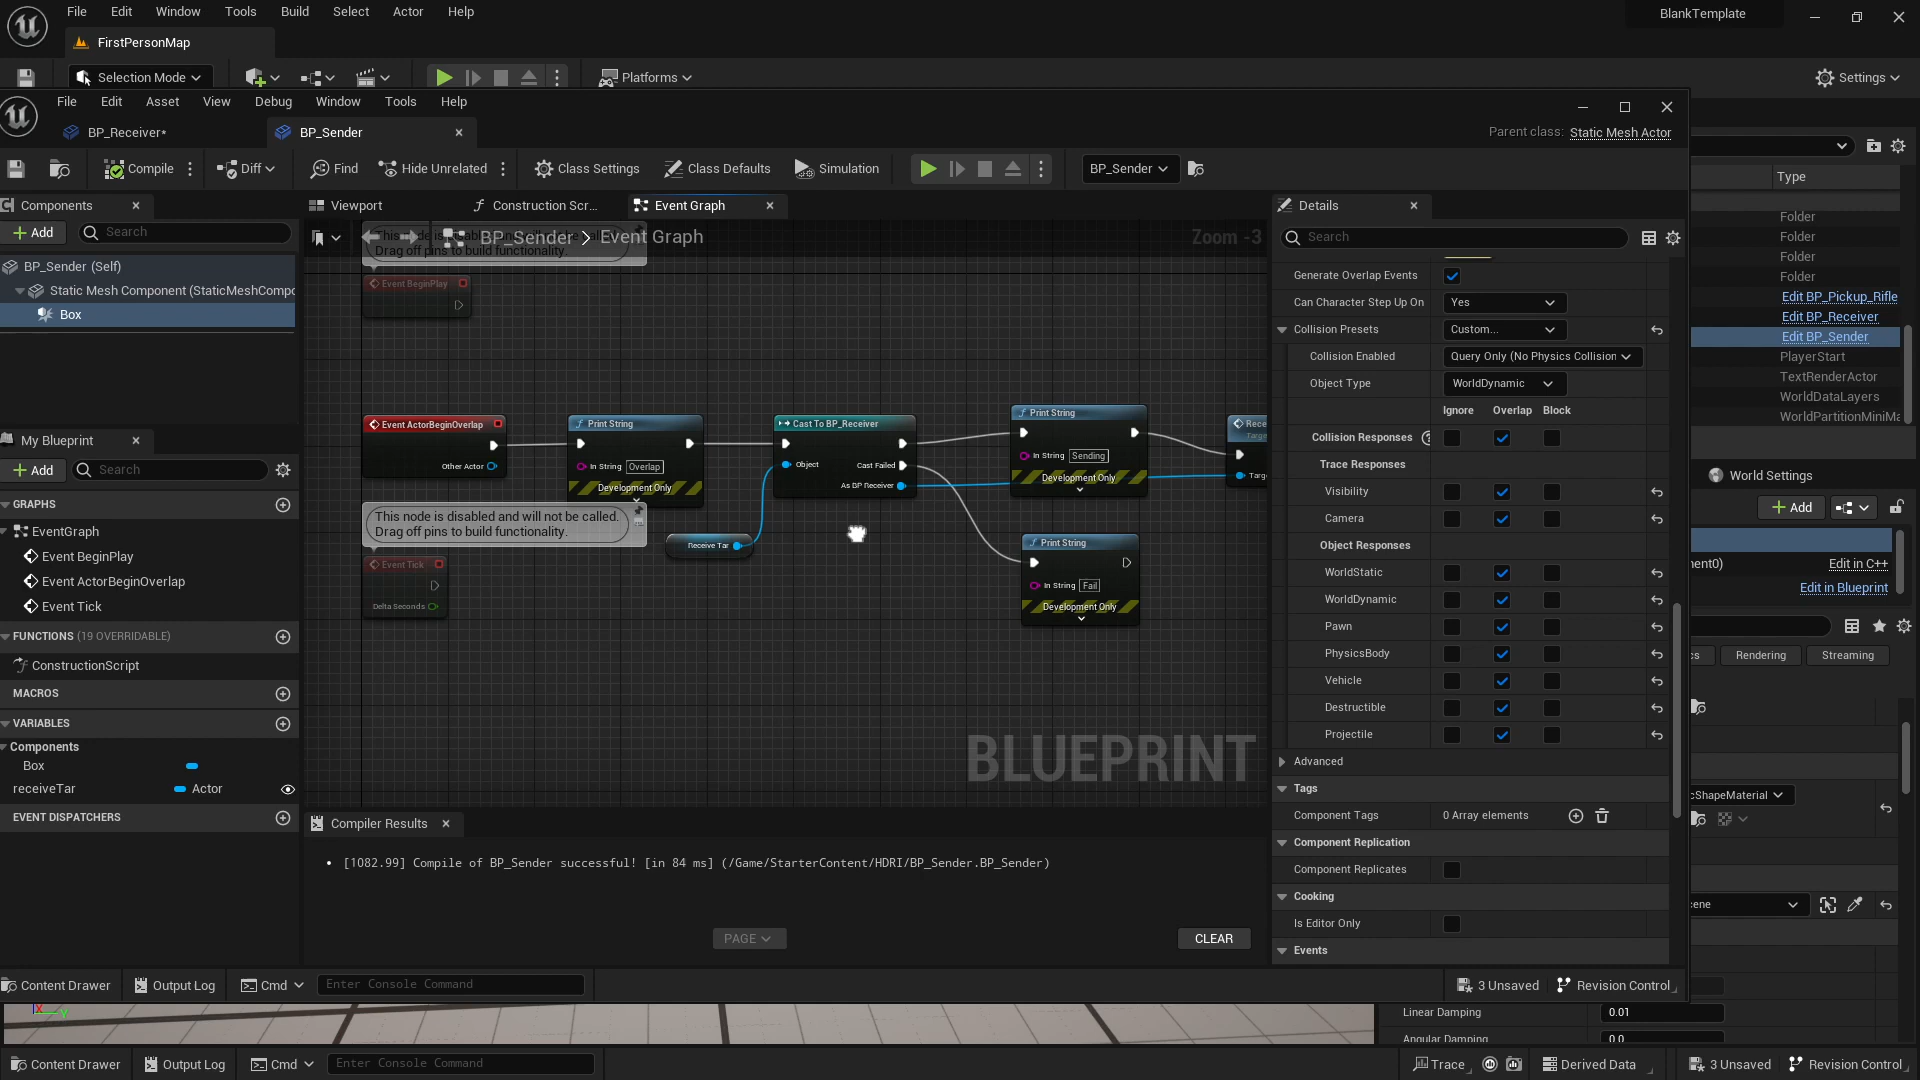 File Edit Window Tools Build Select Actor Help
BlankTemplate
FirstPersonMap
Selection Mode
Platforms
Settings
File Edit Asset View Debug Window Tools Help
BP_Receiver*
BP_Sender
Parent class: Static Mesh Actor
Compile
Diff
Find
Hide Unrelated
Class Settings
Class Defaults
Simulation
BP_Sender
Type
Components
Viewport
Construction Scr...
Event Graph
Details
Add
Search
BP_Sender > Event Graph
Zoom -3
Search
Drag off pins to build functionality.
BP_Sender (Self)
Static Mesh Component (StaticMeshCompo
Box
Event BeginPlay
Event ActorBeginOverlap
Other Actor
Print String
In String Overlap
Development Only
Cast To BP_Receiver
Object
Cast Failed
As BP Receiver
Print String
In String Sending
Development Only
Rece
Targe
Targ
This node is disabled and will not be called.
Drag off pins to build functionality.
Receive Tar
Event Tick
Delta Seconds
Print String
In String Fail
Development Only
BLUEPRINT
My Blueprint
Add
Search
GRAPHS
EventGraph
Event BeginPlay
Event ActorBeginOverlap
Event Tick
FUNCTIONS (19 OVERRIDABLE)
ConstructionScript
MACROS
VARIABLES
Components
Box
receiveTar
Actor
EVENT DISPATCHERS
Compiler Results
[1082.99] Compile of BP_Sender successful! [in 84 ms] (/Game/StarterContent/HDRI/BP_Sender.BP_Sender)
PAGE
CLEAR
Generate Overlap Events
Can Character Step Up On
Yes
Collision Presets
Custom...
Collision Enabled
Query Only (No Physics Collision
Object Type
WorldDynamic
Ignore Overlap Block
Collision Responses
Trace Responses
Visibility
Camera
Object Responses
WorldStatic
WorldDynamic
Pawn
PhysicsBody
Vehicle
Destructible
Projectile
Advanced
Tags
Component Tags
0 Array elements
Component Replication
Component Replicates
Cooking
Is Editor Only
Events
Folder
Folder
Folder
Folder
Edit BP_Pickup_Rifle
Edit BP_Receiver
Edit BP_Sender
PlayerStart
TextRenderActor
WorldDataLayers
WorldPartitionMiniMa
World Settings
Add
nent0)
Edit in C++
Edit in Blueprint
cs
Rendering
Streaming
cShapeMaterial
cene
Content Drawer
Output Log
Cmd
Enter Console Command
3 Unsaved
Revision Control
Linear Damping
0.01
Angular Damping
0.0
Content Drawer
Output Log
Cmd
Enter Console Command
Trace
Derived Data
3 Unsaved
Revision Control